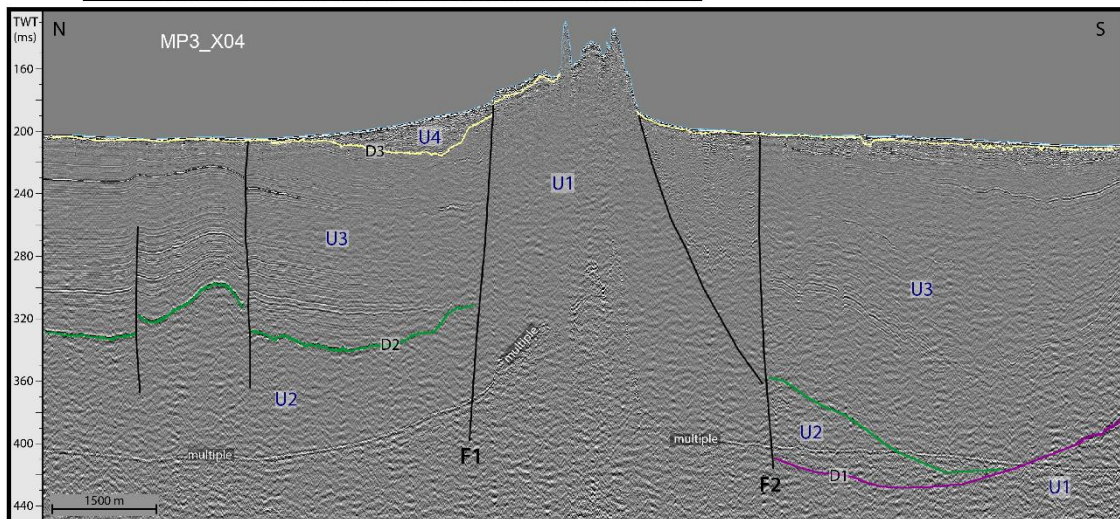 TWT
(ms)
N
MP3_X04
S
160
200
240
280
320
360
400
440
U4
D3
U1
U3
U3
multiple
D2
U2
U2
multiple
multiple
F1
D1
F2
U1
1500 m